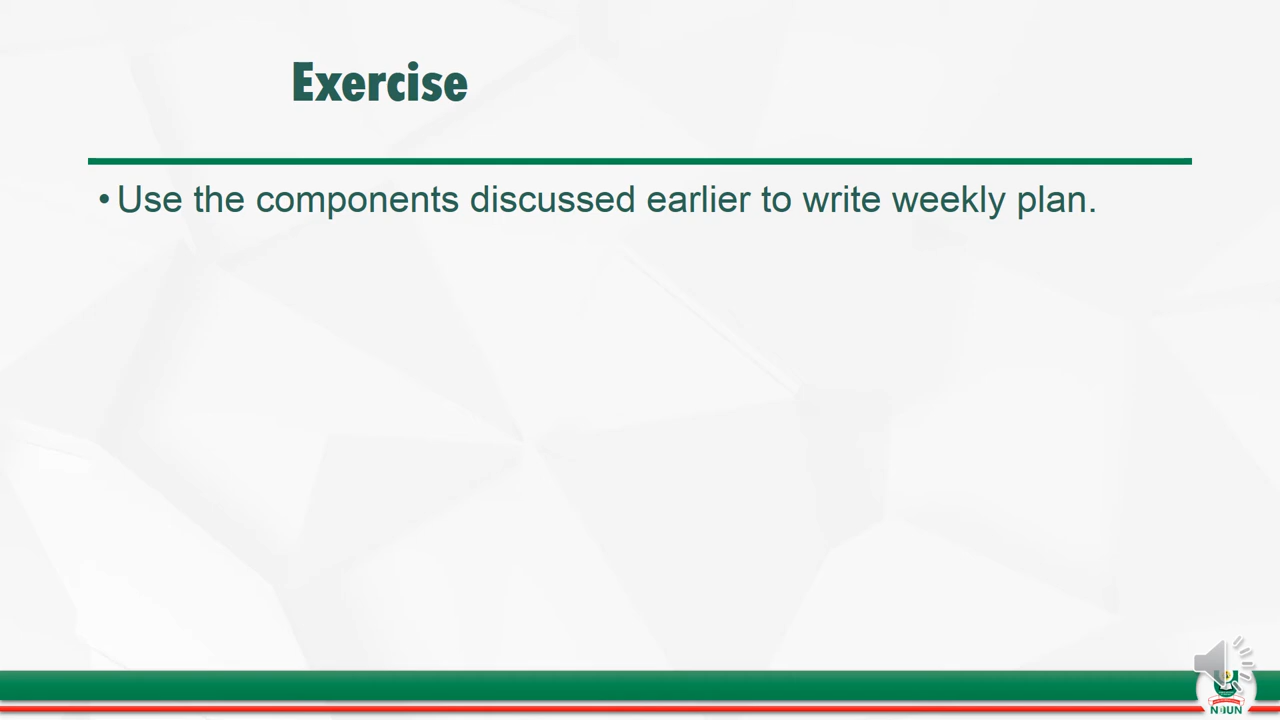 Exercise
• Use the components discussed earlier to write weekly plan.
NOUN